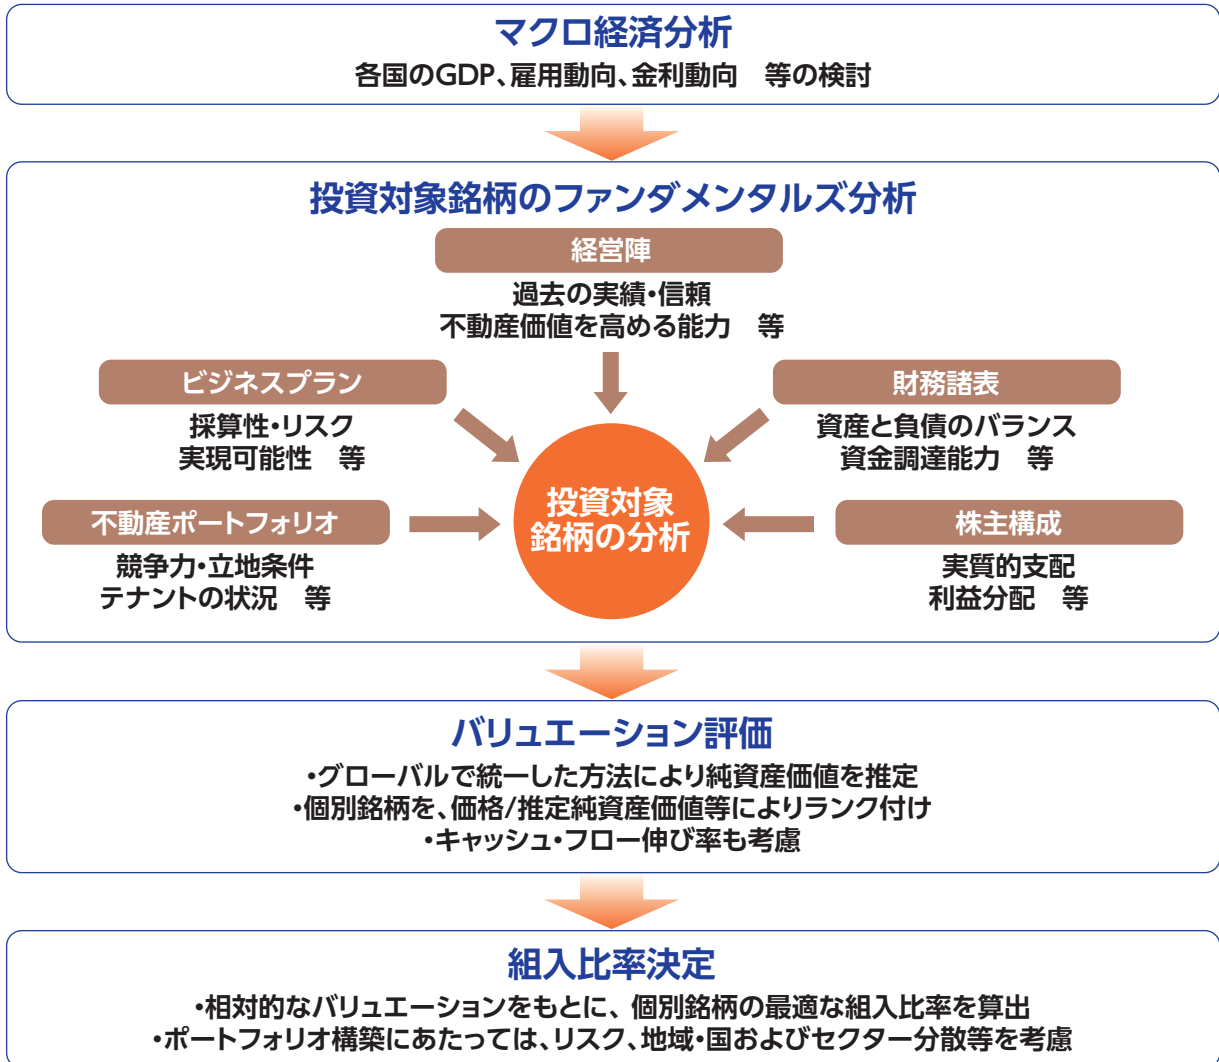 マクロ経済分析
各国のGDP、雇用動向、金利動向　等の検討
投資対象銘柄のファンダメンタルズ分析
経営陣
過去の実績・信頼
不動産価値を高める能力　等
ビジネスプラン
採算性・リスク
実現可能性　等
財務諸表
資産と負債のバランス
資金調達能力　等
不動産ポートフォリオ
競争力・立地条件
テナントの状況　等
投資対象
銘柄の分析
株主構成
実質的支配
利益分配　等
バリュエーション評価
・グローバルで統一した方法により純資産価値を推定
・個別銘柄を、価格/推定純資産価値等によりランク付け
・キャッシュ・フロー伸び率も考慮
組入比率決定
・相対的なバリュエーションをもとに、個別銘柄の最適な組入比率を算出
・ポートフォリオ構築にあたっては、リスク、地域・国およびセクター分散等を考慮